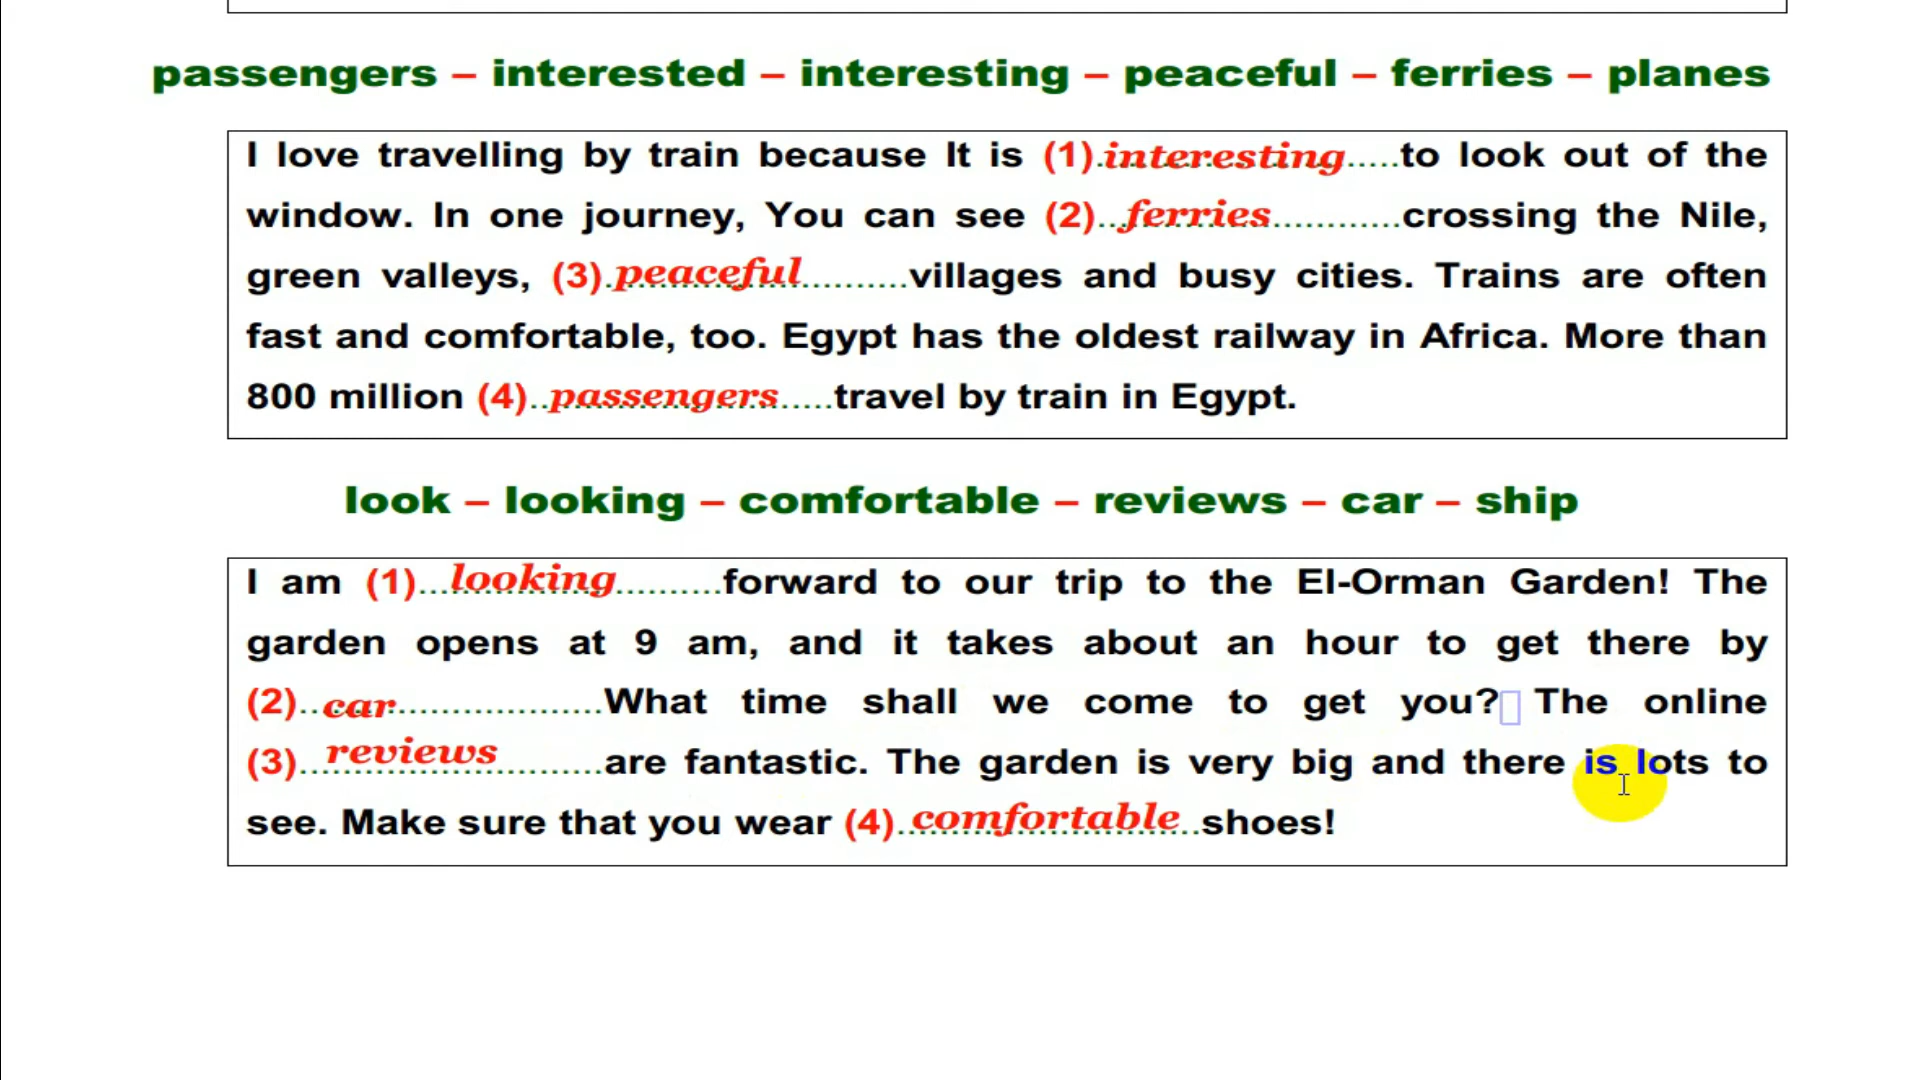 passengers – interested – interesting – peaceful – ferries – planes
I love travelling by train because It is (1).interesting.....to look out of the
window. In one journey, You can see (2)..ferries............crossing the Nile,
green valleys, (3).peaceful..........villages and busy cities. Trains are often
fast and comfortable, too. Egypt has the oldest railway in Africa. More than
800 million (4)..passengers.....travel by train in Egypt.
look – looking – comfortable – reviews – car – ship
I am (1)...looking..........forward to our trip to the El-Orman Garden! The
garden opens at 9 am, and it takes about an hour to get there by
(2)..car....................What time shall we come to get you? The online
(3)..reviews...............are fantastic. The garden is very big and there is lots to
see. Make sure that you wear (4).comfortable..shoes!